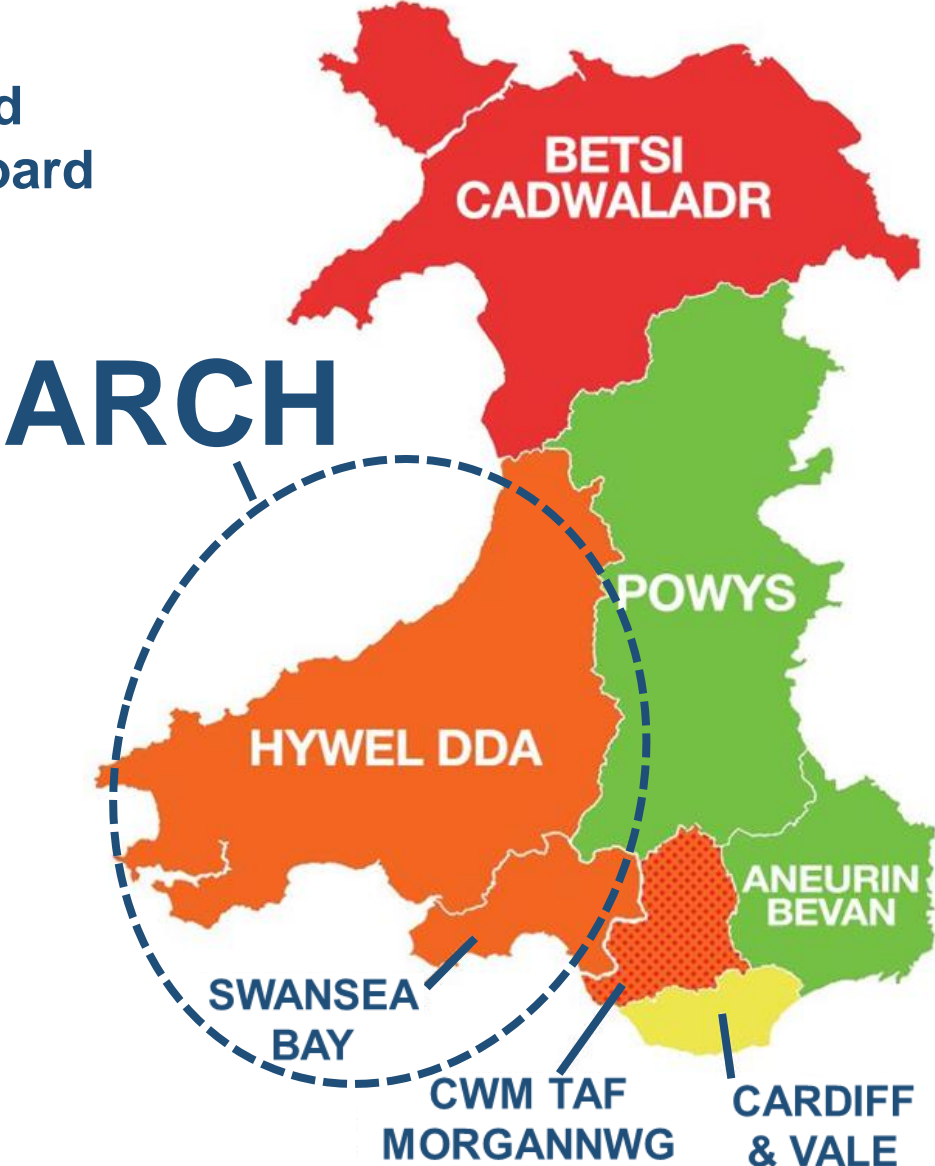 d
oard
BETSI
CADWALADR
ARCH
POWYS
HYWEL DDA
ANEURIN
BEVAN
SWANSEA
BAY
CWM TAF
MORGANNWG
CARDIFF
& VALE